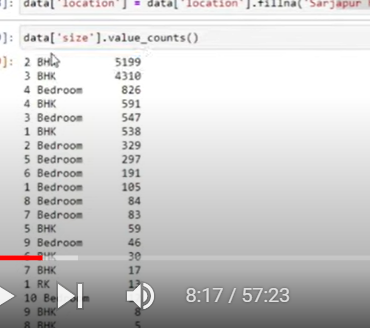 data['location'] = data['location'].fillna('Sarjapur
data['size'].value_counts()
2 BHK 5199
3 BHK 4310
4 Bedroom 826
4 BHK 591
3 Bedroom 547
1 BHK 538
2 Bedroom 329
5 Bedroom 297
6 Bedroom 191
1 Bedroom 105
8 Bedroom 84
7 Bedroom 83
5 BHK 59
9 Bedroom 46
6 BHK 30
7 BHK 17
1 RK 13
10 Bedroom 12
9 BHK 8
8 BHK 5
8:17 / 57:23